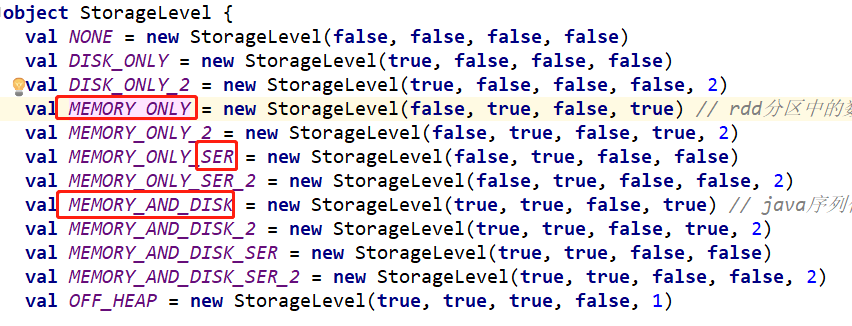 object StorageLevel {
val NONE = new StorageLevel(false, false, false, false)
val DISK_ONLY = new StorageLevel(true, false, false, false)
val DISK_ONLY_2 = new StorageLevel(true, false, false, false, 2)
val MEMORY_ONLY = new StorageLevel(false, true, false, true) // rdd分区中的数
val MEMORY_ONLY_2 = new StorageLevel(false, true, false, true, 2)
val MEMORY_ONLY_SER = new StorageLevel(false, true, false, false)
val MEMORY_ONLY_SER_2 = new StorageLevel(false, true, false, false, 2)
val MEMORY_AND_DISK = new StorageLevel(true, true, false, true) // java序列
val MEMORY_AND_DISK_2 = new StorageLevel(true, true, false, true, 2)
val MEMORY_AND_DISK_SER = new StorageLevel(true, true, false, false)
val MEMORY_AND_DISK_SER_2 = new StorageLevel(true, true, false, false, 2)
val OFF_HEAP = new StorageLevel(true, true, true, false, 1)